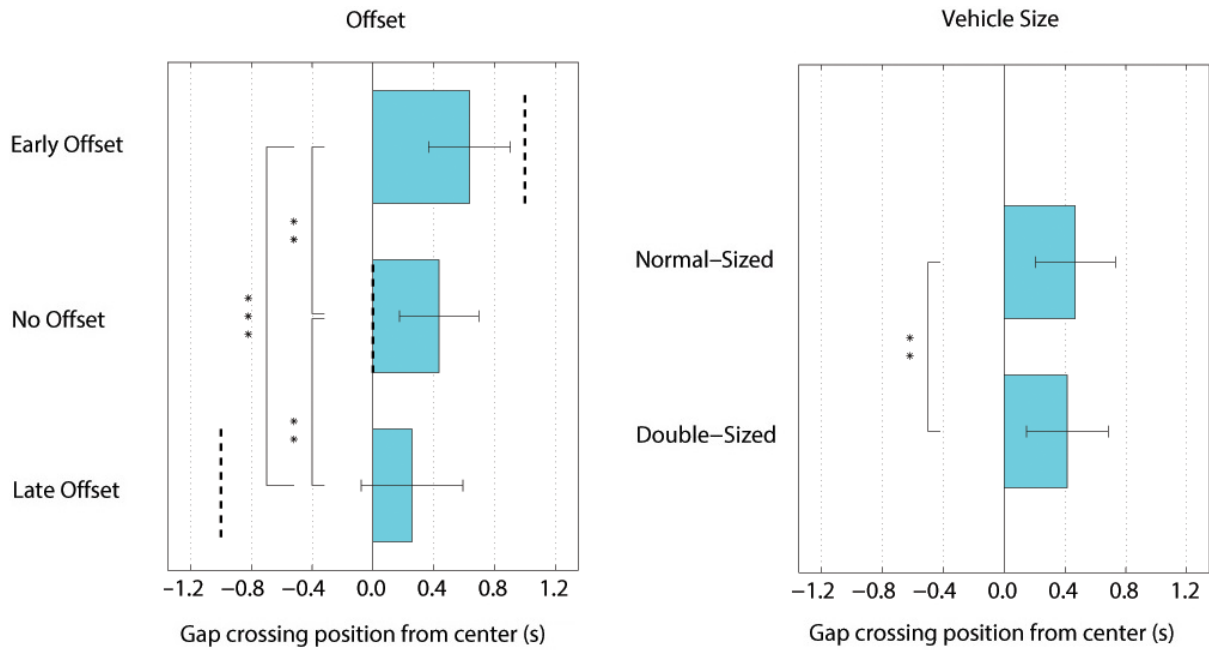 Offset
Early Offset
No Offset
Late Offset
* *
* * *
* *
−1.2 −0.8 −0.4 0.0 0.4 0.8 1.2
Gap crossing position from center (s)
Vehicle Size
Normal−Sized
Double−Sized
* *
−1.2 −0.8 −0.4 0.0 0.4 0.8 1.2
Gap crossing position from center (s)